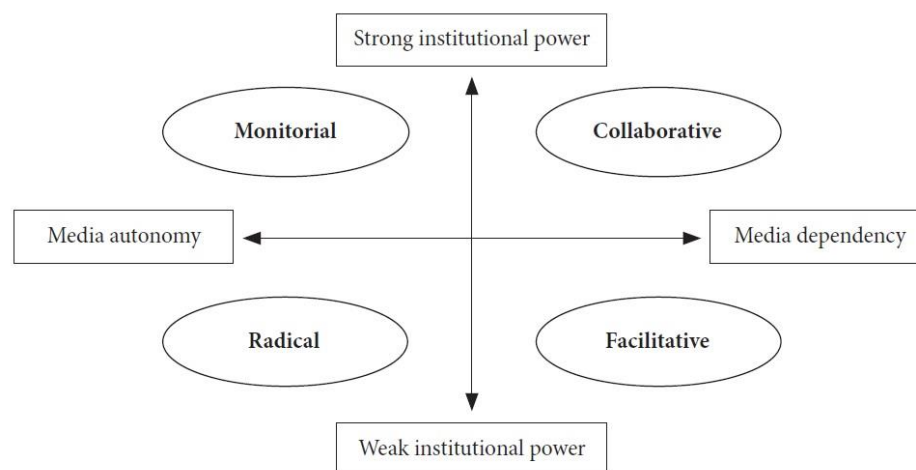 Strong institutional power
Monitorial
Collaborative
Media autonomy
Media dependency
Radical
Facilitative
Weak institutional power